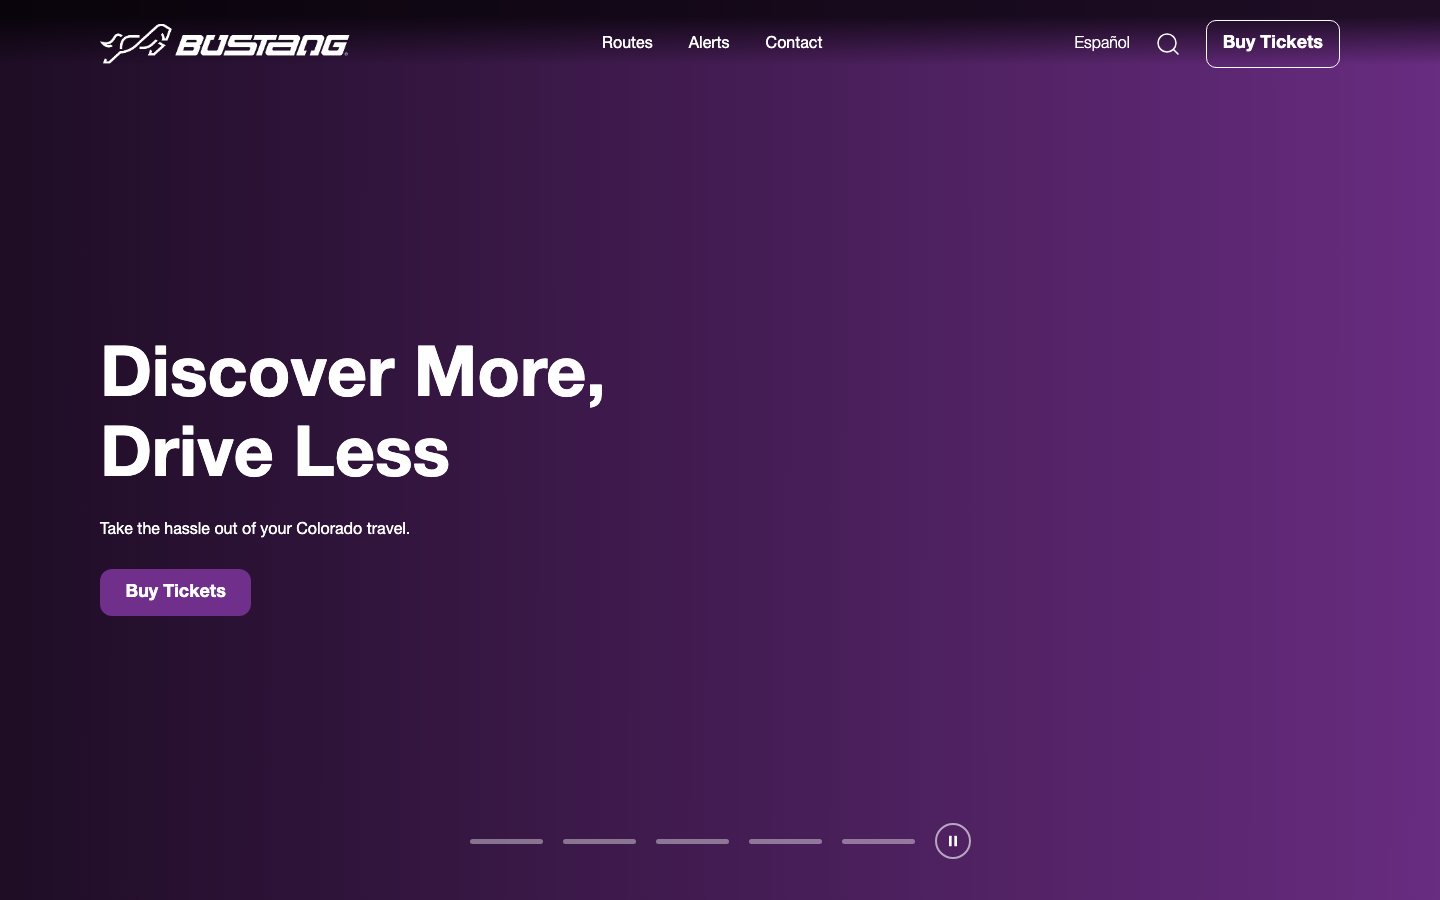 BUSTANG
Routes
Alerts
Contact
Español
Buy Tickets
Discover More,
Drive Less
Take the hassle out of your Colorado travel.
Buy Tickets